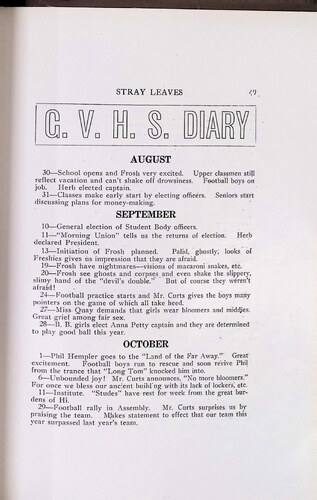 STRAY LEAVES
G. V. H. S. DIARY
AUGUST
30—School opens and Frosh very excited. Upper classmen still
reflect vacation and can't shake off drowsiness. Football boys on
job. Herb elected captain.
31—Classes make early start by electing officers. Seniors start
discussing plans for money-making.
SEPTEMBER
10—General election of Student Body officers.
11—"Morning Union" tells us the returns of election. Herb
declared President.
13—Initiation of Frosh planned. Palid, ghostly, looks of
Freshies gives us impression that they are afraid.
19—Frosh have nightmares—visions of macaroni snakes, etc.
20—Frosh see ghosts and corpses and even shake the slippery,
slimy hand of the "devil's double." But of course they weren't
afraid!
24—Football practice starts and Mr. Curts gives the boys many
pointers on the game of which all take heed.
27—Miss Quay demands that girls wear bloomers and middies.
Great grief among fair sex.
28—B. B. girls elect Anna Petty captain and they are determined
to play good ball this year.
OCTOBER
1—Phil Hempler goes to the "Land of the Far Away." Great
excitement. Football boys run to rescue and soon revive Phil
from the trance that "Long Tom" knocked him into.
6—Unbounded joy! Mr. Curts announces, "No more bloomers."
For once we bless our ancient building with its lack of lockers, etc.
11—Institute. "Studes" have rest for week from the great bur-
dens of Hi.
29—Football rally in Assembly. Mr. Curts surprises us by
praising the team. Makes statement to effect that our team this
year surpassed last year's team.